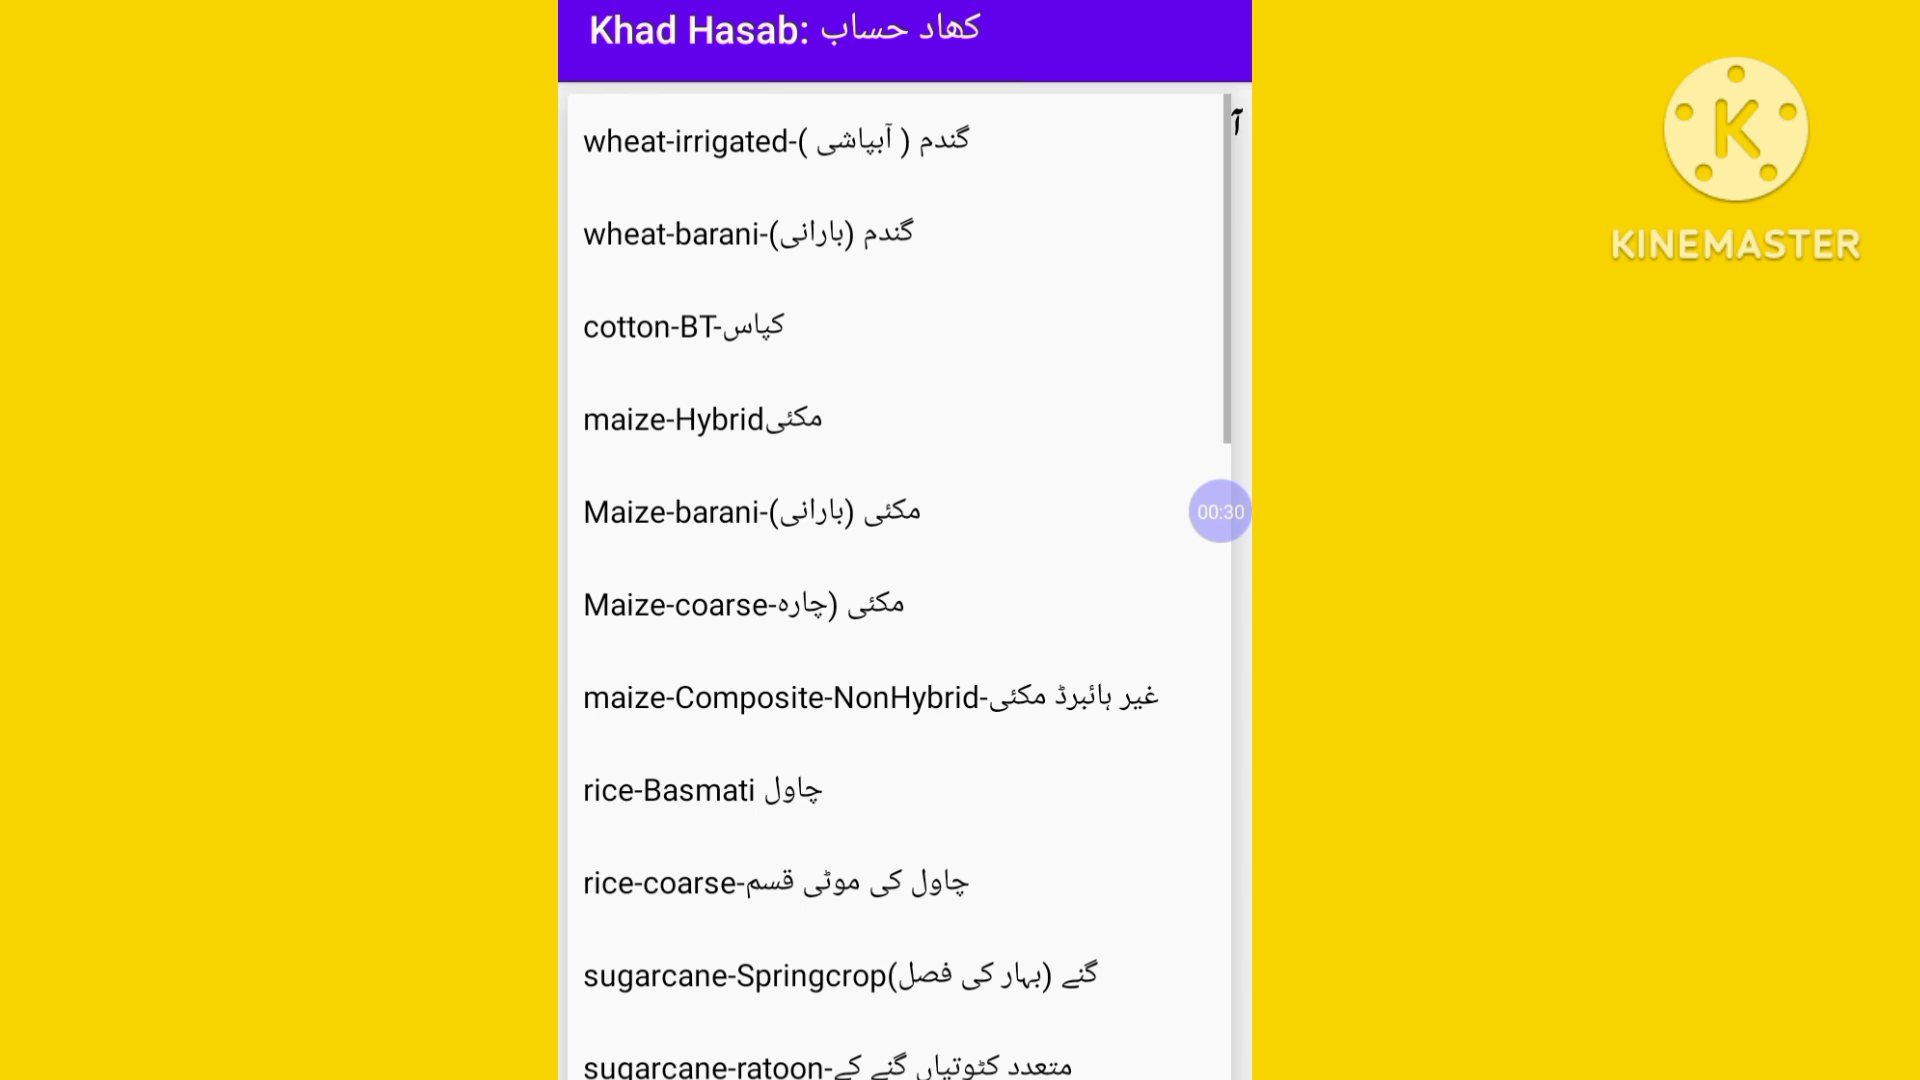 Khad Hasab: کھاد حساب
آ
wheat-irrigated-( گندم ( آبپاشی
wheat-barani-(گندم (بارانی
cotton-BT-کپاس
maize-Hybridمکئی
Maize-barani-(مکئی (بارانی
Maize-coarse-مکئی (چارہ
maize-Composite-NonHybrid-غیر ہائبرڈ مکئی
rice-Basmati چاول
rice-coarse-چاول کی موٹی قسم
sugarcane-Springcrop(گنے (بہار کی فصل
sugarcane-ratoon-متعدد کٹوتیاں گنے کے
00:30
K
KINEMASTER